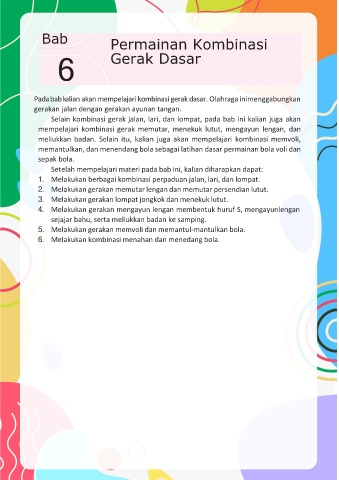 Bab
6
Permainan Kombinasi
Gerak Dasar
Pada bab kalian akan mempelajari kombinasi gerak dasar. Olahraga inimenggabungkan
gerakan jalan dengan gerakan ayunan tangan.
Selain kombinasi gerak jalan, lari, dan lompat, pada bab ini kalian juga akan
mempelajari kombinasi gerak memutar, menekuk lutut, mengayun lengan, dan
meliukkan badan. Selain itu, kalian juga akan mempelajari kombinasi memvoli,
memantulkan, dan menendang bola sebagai latihan dasar permainan bola voli dan
sepak bola.
Setelah mempelajari materi pada bab ini, kalian diharapkan dapat:
1. Melakukan berbagai kombinasi perpaduan jalan, lari, dan lompat.
2. Melakukan gerakan memutar lengan dan memutar persendian lutut.
3. Melakukan gerakan lompat jongkok dan menekuk lutut.
4. Melakukan gerakan mengayun lengan membentuk huruf S, mengayunlengan
sejajar bahu, serta meliukkan badan ke samping.
5. Melakukan gerakan memvoli dan memantul-mantulkan bola.
6. Melakukan kombinasi menahan dan menedang bola.